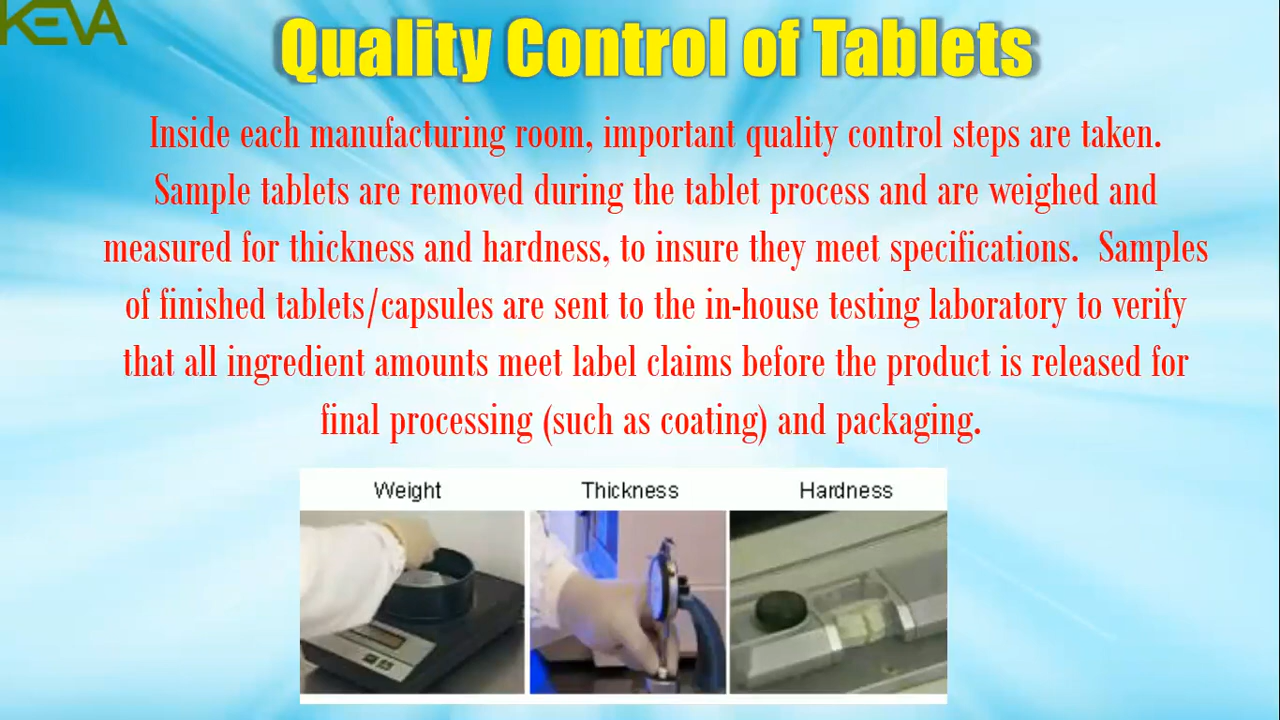 KEVA
Quality Control of Tablets
Inside each manufacturing room, important quality control steps are taken.
Sample tablets are removed during the tablet process and are weighed and
measured for thickness and hardness, to insure they meet specifications.  Samples
of finished tablets/capsules are sent to the in-house testing laboratory to verify
that all ingredient amounts meet label claims before the product is released for
final processing (such as coating) and packaging.
Weight Thickness Hardness